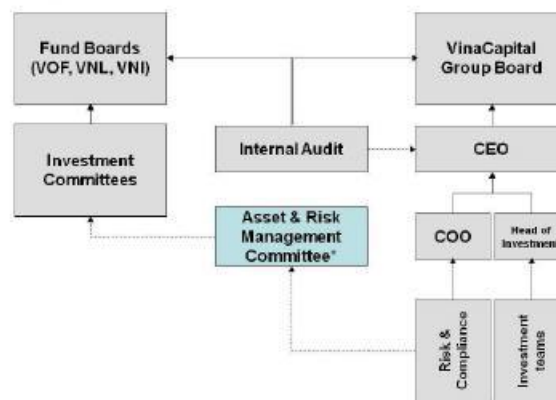 Fund Boards
(VOF, VNL, VNI)
VinaCapital
Group Board
Internal Audit
CEO
Investment
Committees
Asset & Risk
Management
Committee*
COO
Head of
Investment
Risk &
Compliance
Investment
teams